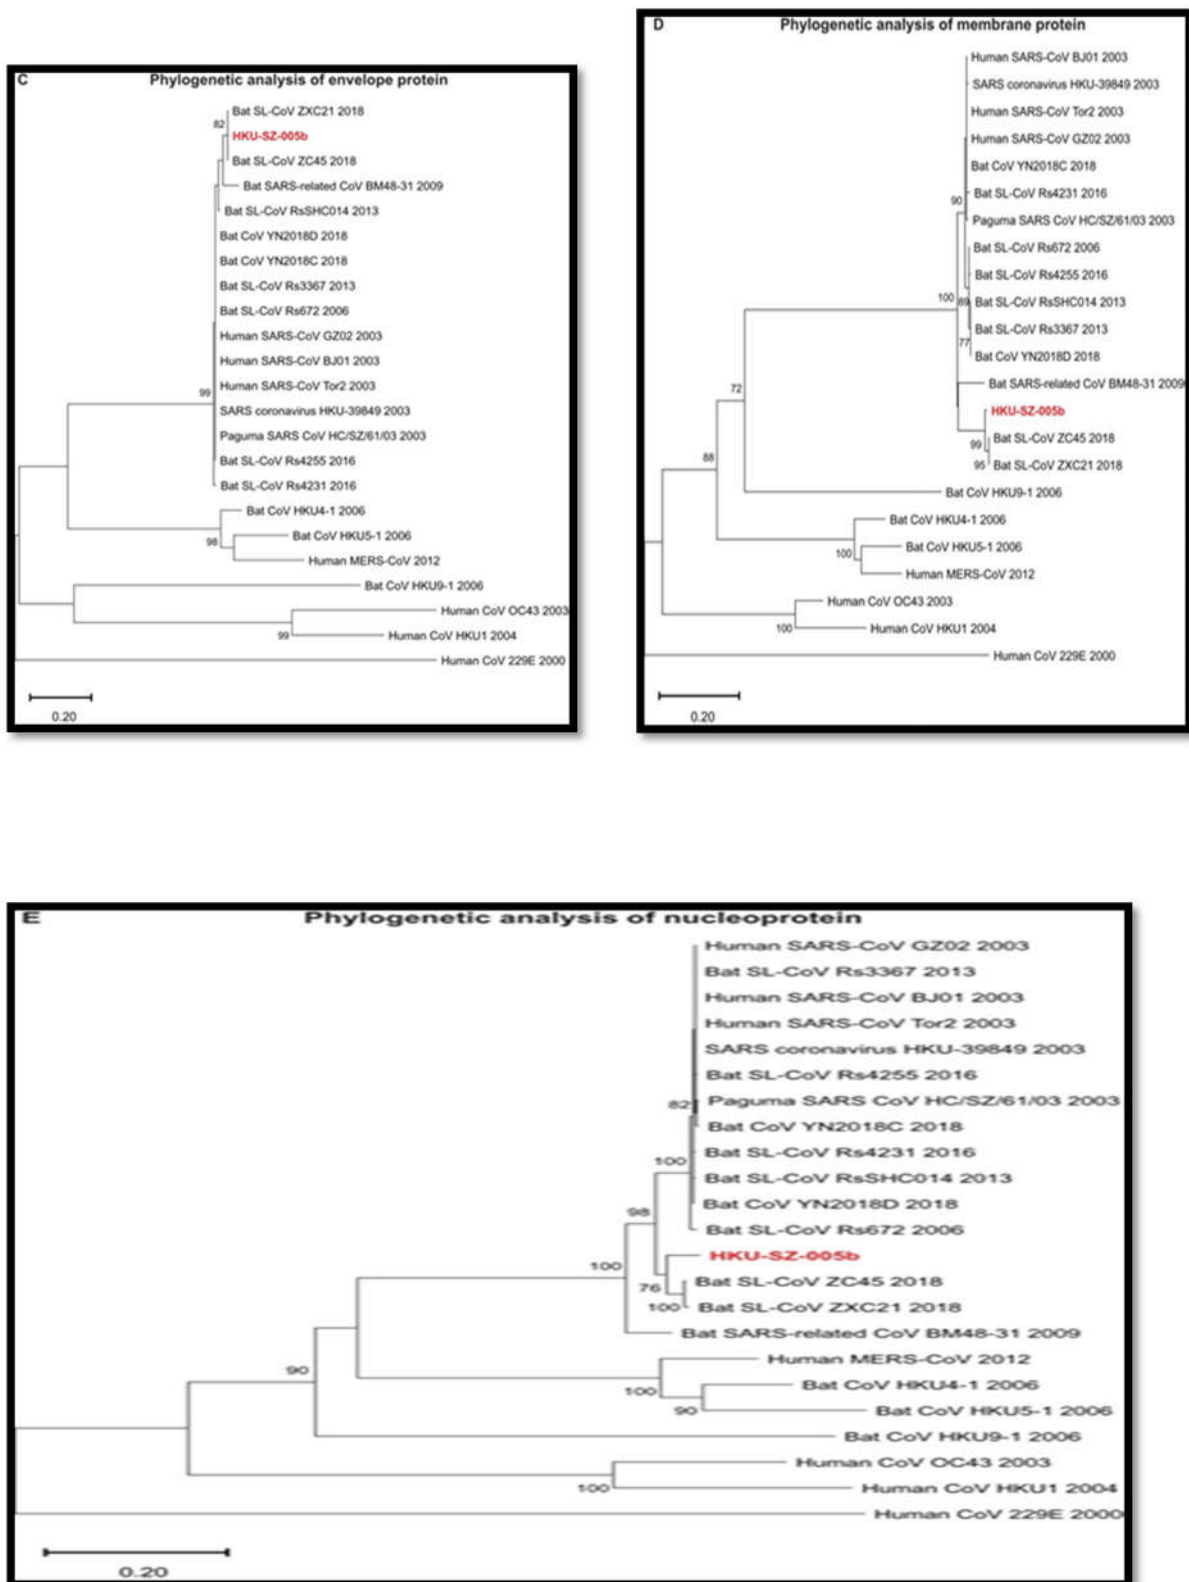 C
Phylogenetic analysis of envelope protein
Bat SL-CoV ZXC21 2018
82
HKU-SZ-005b
Bat SL-CoV ZC45 2018
Bat SARS-related CoV BM48-31 2009
Bat SL-CoV RsSHC014 2013
Bat CoV YN2018D 2018
Bat CoV YN2018C 2018
Bat SL-CoV Rs3367 2013
Bat SL-CoV Rs672 2006
Human SARS-CoV GZ02 2003
Human SARS-CoV BJ01 2003
Human SARS-CoV Tor2 2003
99
SARS coronavirus HKU-39849 2003
Paguma SARS CoV HC/SZ/61/03 2003
Bat SL-CoV Rs4255 2016
Bat SL-CoV Rs4231 2016
Bat CoV HKU4-1 2006
Bat CoV HKU5-1 2006
98
Human MERS-CoV 2012
Bat CoV HKU9-1 2006
Human CoV OC43 2003
99
Human CoV HKU1 2004
Human CoV 229E 2000
0.20
D
Phylogenetic analysis of membrane protein
Human SARS-CoV BJ01 2003
SARS coronavirus HKU-39849 2003
Human SARS-CoV Tor2 2003
Human SARS-CoV GZ02 2003
Bat CoV YN2018C 2018
Bat SL-CoV Rs4231 2016
90
Paguma SARS CoV HC/SZ/61/03 2003
Bat SL-CoV Rs672 2006
Bat SL-CoV Rs4255 2016
100
89
Bat SL-CoV RsSHC014 2013
Bat SL-CoV Rs3367 2013
77
Bat CoV YN2018D 2018
Bat SARS-related CoV BM48-31 2009
72
HKU-SZ-005b
Bat SL-CoV ZC45 2018
99
95
Bat SL-CoV ZXC21 2018
88
Bat CoV HKU9-1 2006
Bat CoV HKU4-1 2006
Bat CoV HKU5-1 2006
100
Human MERS-CoV 2012
Human CoV OC43 2003
100
Human CoV HKU1 2004
Human CoV 229E 2000
0.20
E
Phylogenetic analysis of nucleoprotein
Human SARS-CoV GZ02 2003
Bat SL-CoV Rs3367 2013
Human SARS-CoV BJ01 2003
Human SARS-CoV Tor2 2003
SARS coronavirus HKU-39849 2003
Bat SL-CoV Rs4255 2016
82
Paguma SARS CoV HC/SZ/61/03 2003
Bat CoV YN2018C 2018
Bat SL-CoV Rs4231 2016
100
Bat SL-CoV RsSHC014 2013
Bat CoV YN2018D 2018
98
Bat SL-CoV Rs672 2006
HKU-SZ-005b
100
Bat SL-CoV ZC45 2018
76
100
Bat SL-CoV ZXC21 2018
Bat SARS-related CoV BM48-31 2009
Human MERS-CoV 2012
90
Bat CoV HKU4-1 2006
100
90
Bat CoV HKU5-1 2006
Bat CoV HKU9-1 2006
Human CoV OC43 2003
100
Human CoV HKU1 2004
Human CoV 229E 2000
0.20